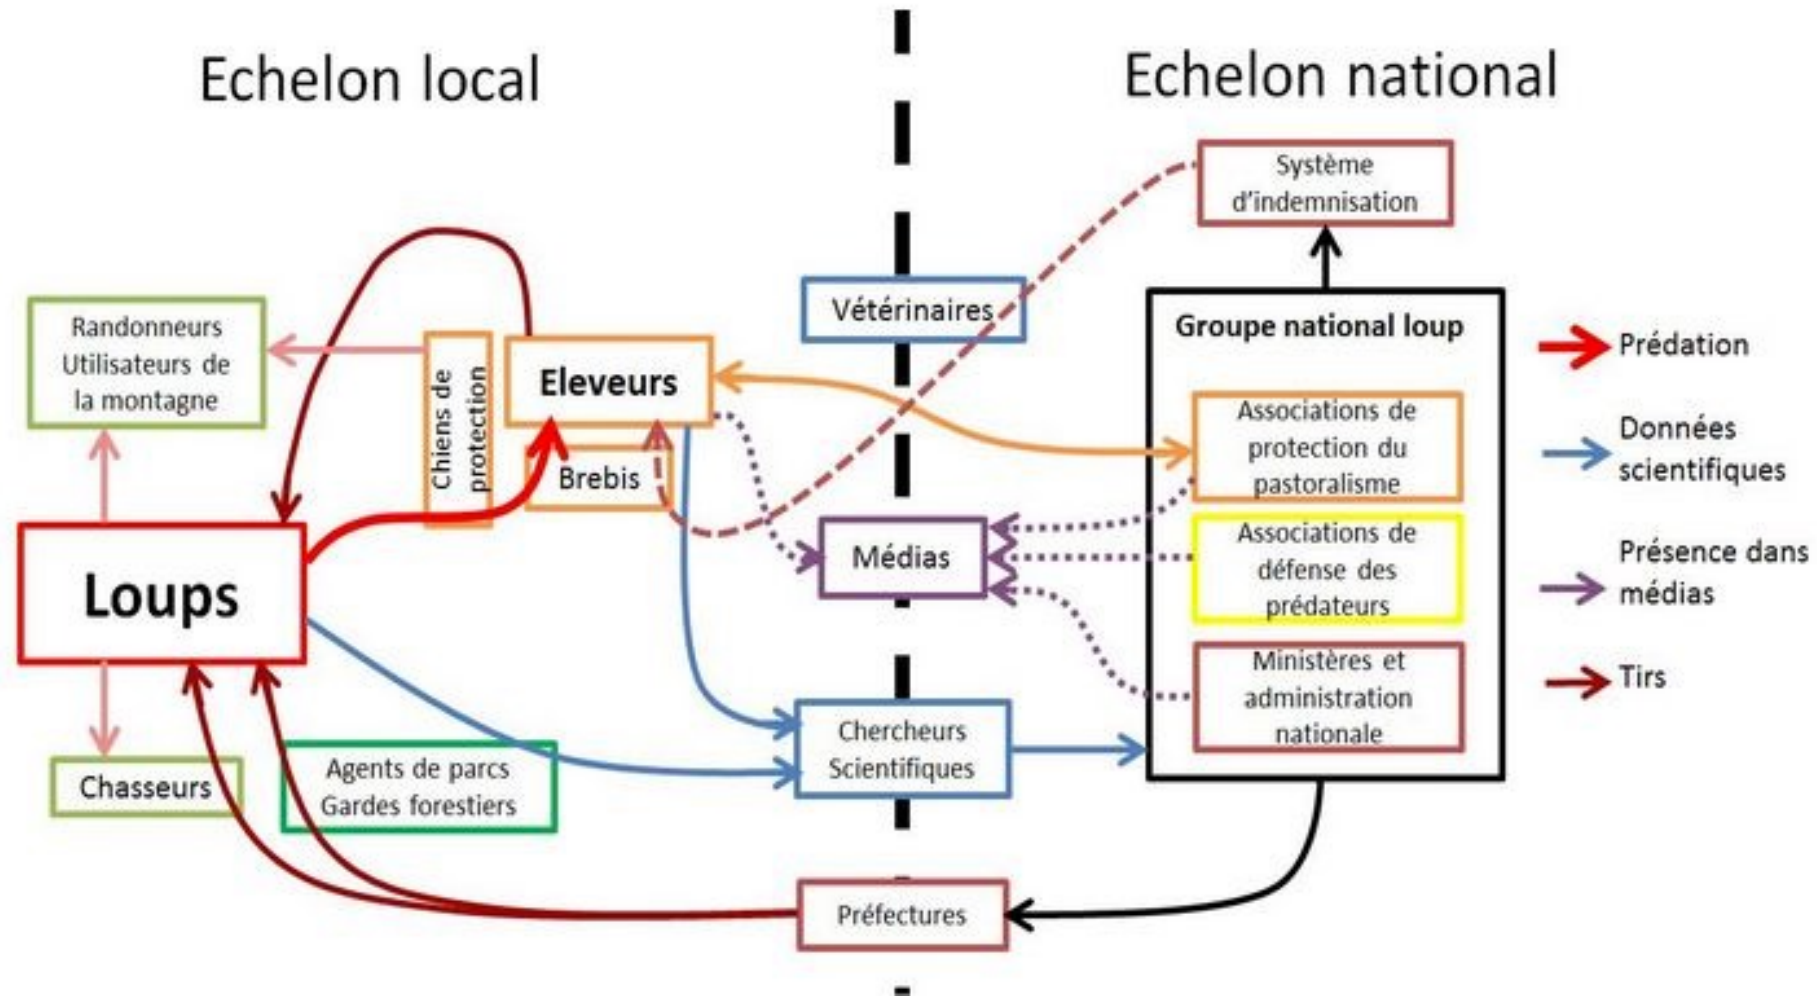 Echelon local
Echelon national
Système
d'indemnisation
Vétérinaires
Groupe national loup
Randonneurs
Utilisateurs de
la montagne
Chiens de
protection
Eleveurs
Brebis
Associations de
protection du
pastoralisme
Médias
Associations de
défense des
prédateurs
Loups
Ministères et
administration
nationale
Chercheurs
Scientifiques
Chasseurs
Agents de parcs
Gardes forestiers
Préfectures
Prédation
Données
scientifiques
Présence dans
médias
Tirs